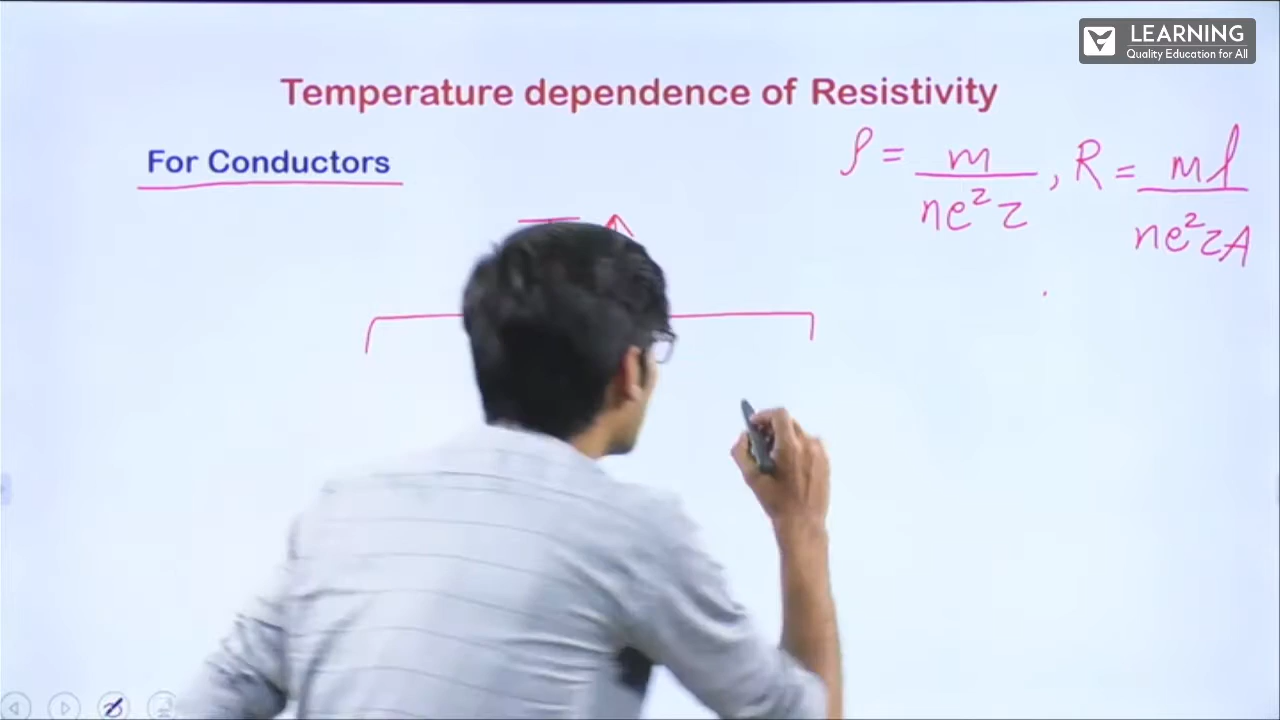 LEARNING
Quality Education for All
Temperature dependence of Resistivity
For Conductors
ρ = m / ne²τ , R = ml / ne²τA